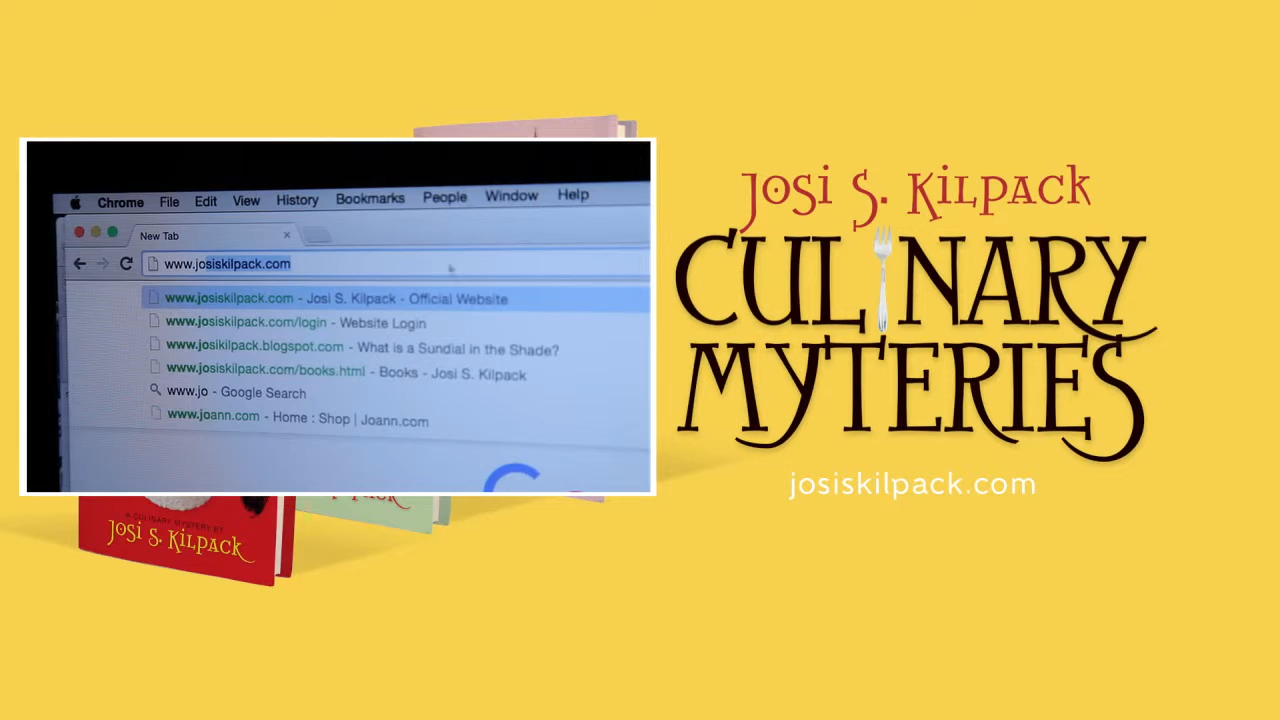 Chrome File Edit View History Bookmarks People Window Help
New Tab
www.josiskilpack.com
www.josiskilpack.com - Josi S. Kilpack - Official Website
www.josiskilpack.com/login - Website Login
www.josikilpack.blogspot.com - What is a Sundial in the Shade?
www.josiskilpack.com/books.html - Books - Josi S. Kilpack
www.jo - Google Search
www.joann.com - Home : Shop | Joann.com
A CULINARY MYSTERY BY
JOSI S. KILPACK
JOSI S. KILPACK
CULINARY
MYTERIES
josiskilpack.com